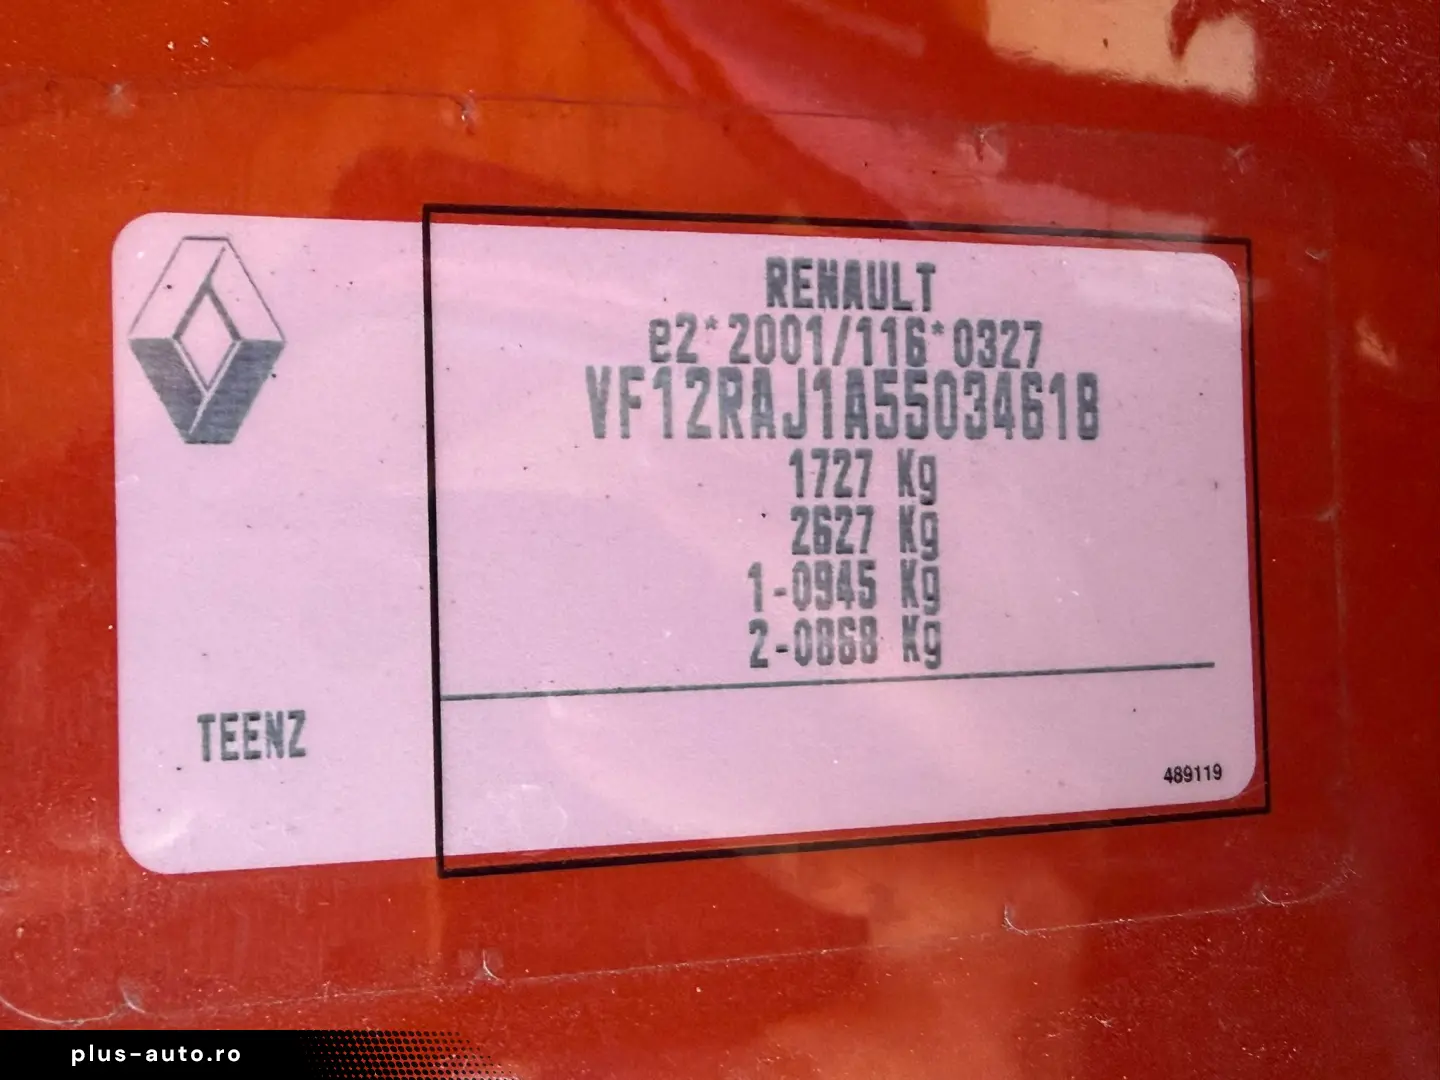 RENAULT
e2*2001/116*0327
VF12RAJ1A55034618
1727 Kg
2627 Kg
1-0945 Kg
2-0868 Kg
TEENZ
489119
plus-auto.ro